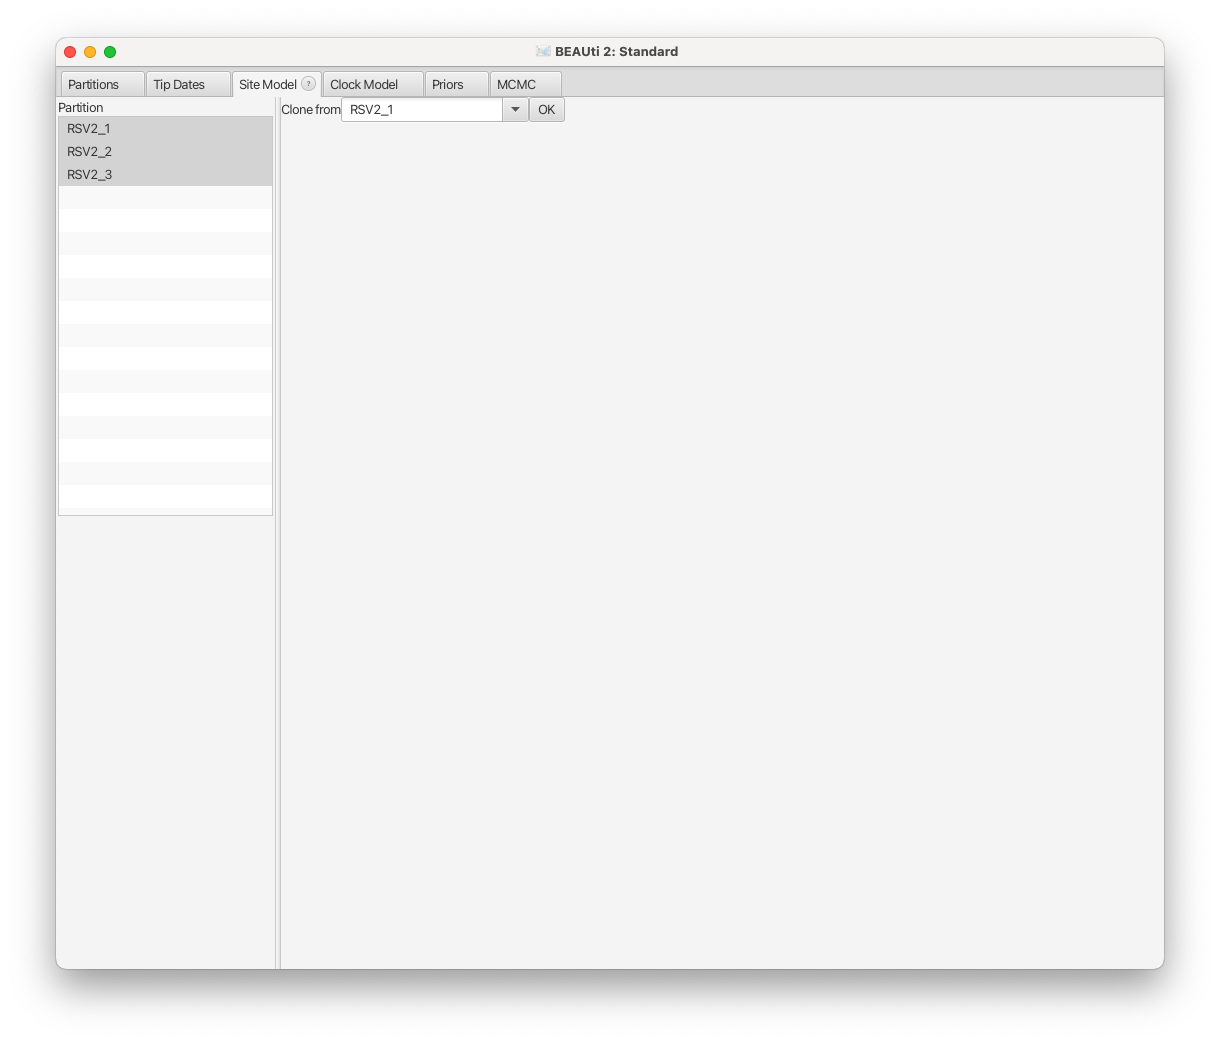 BEAUti 2: Standard
Partitions Tip Dates Site Model ? Clock Model Priors MCMC
Partition Clone from RSV2_1 OK
RSV2_1
RSV2_2
RSV2_3